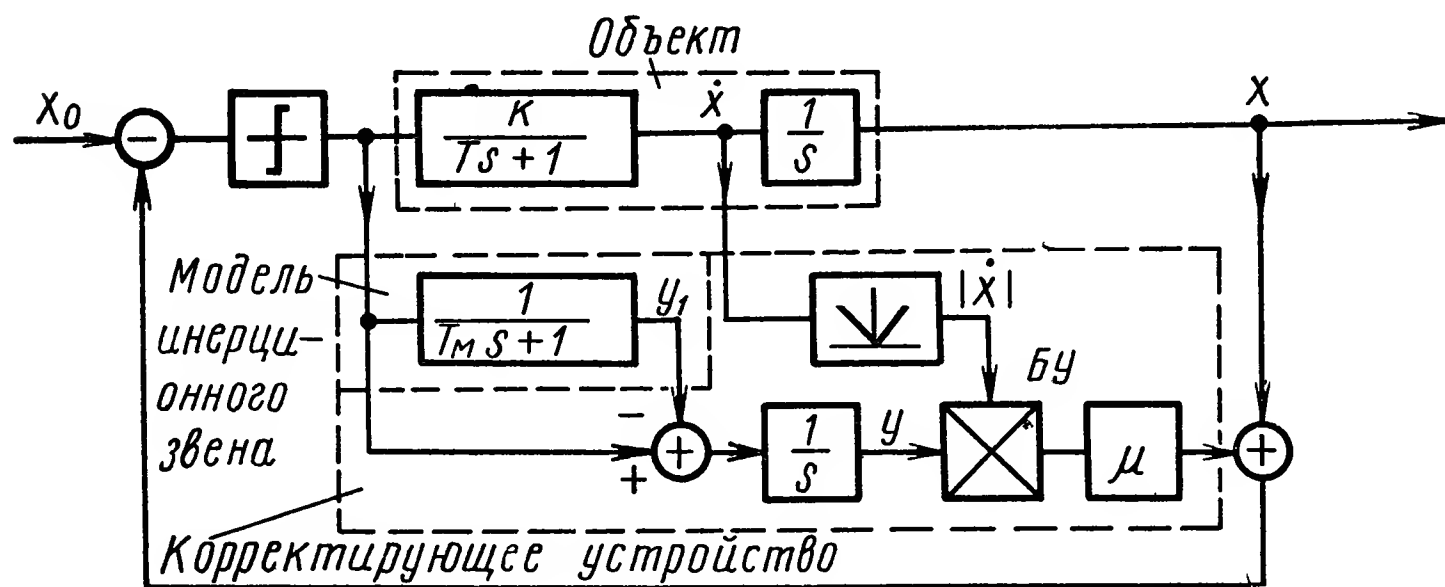 Объект
X₀
K
Ts + 1
ẋ
1
s
X
Модель
инерци-
онного
звена
1
Tм s + 1
y₁
|ẋ|
БУ
−
+
+
1
s
y
μ
+
Корректирующее устройство